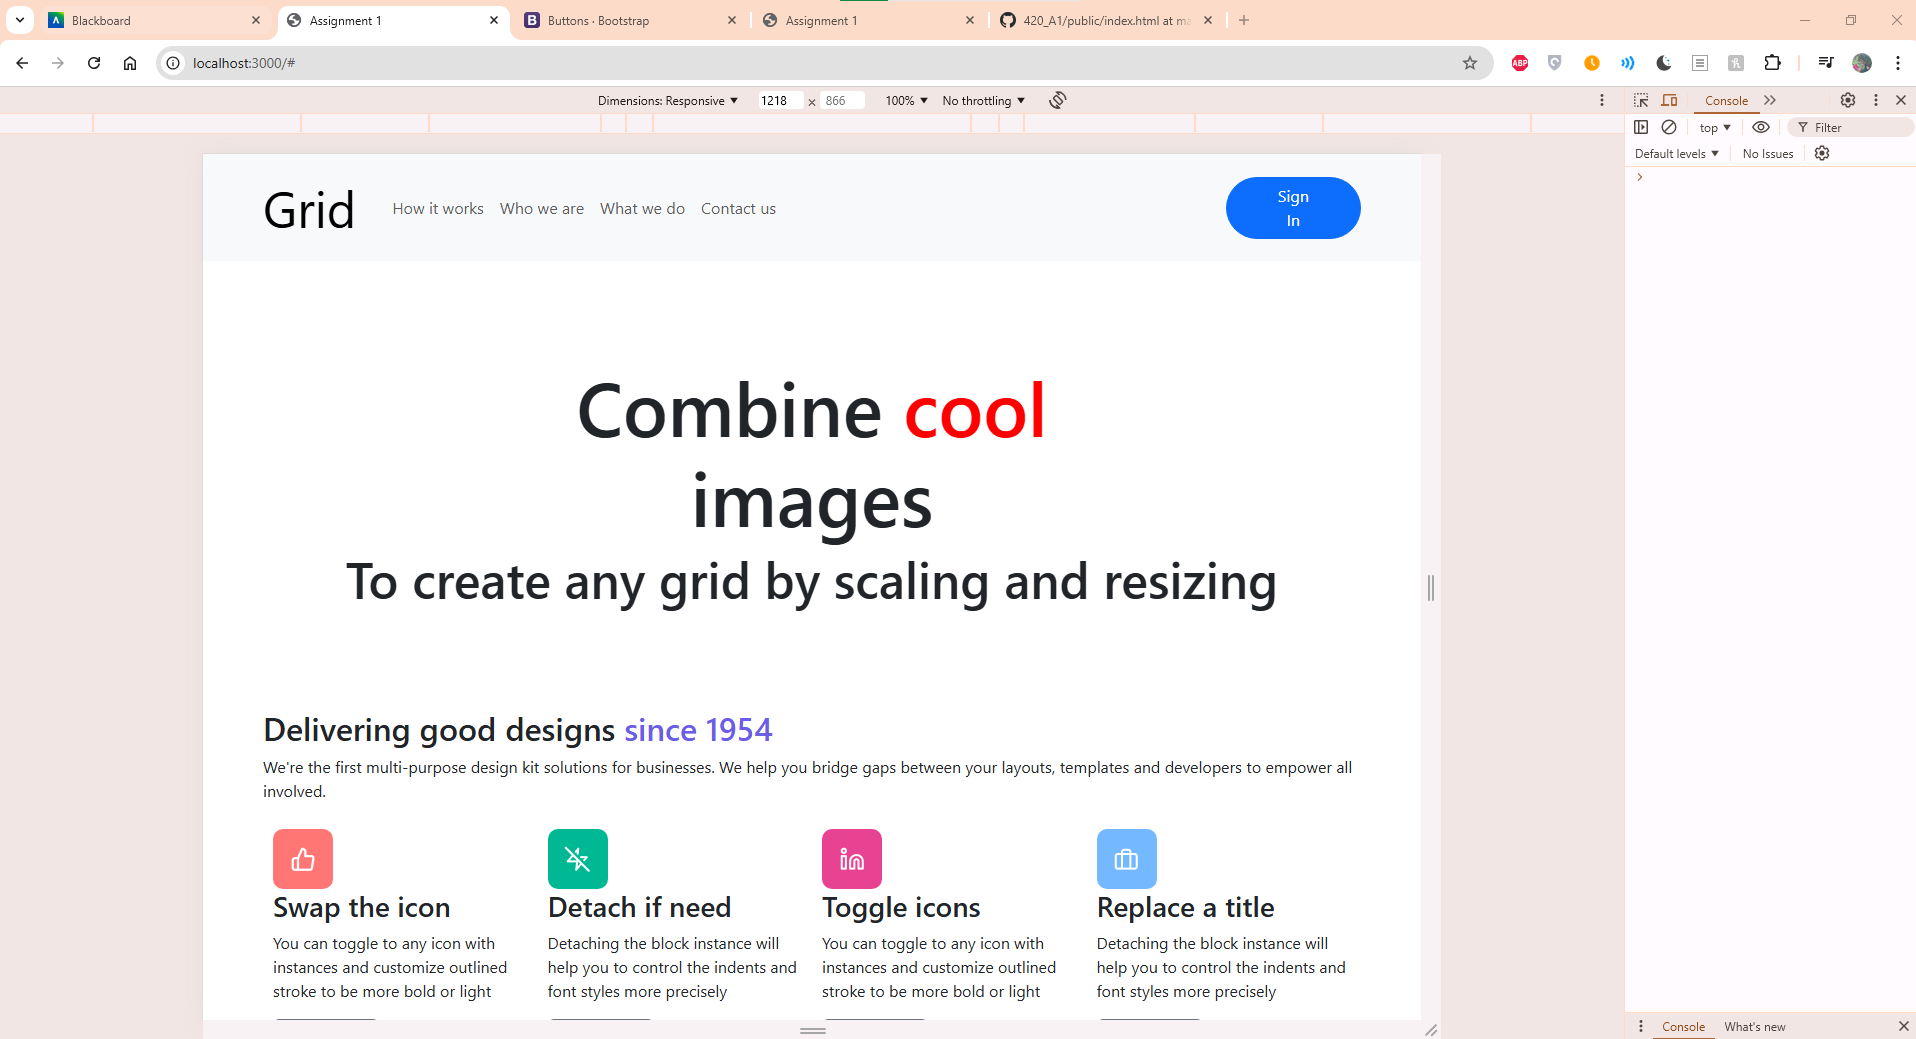 Blackboard
Assignment 1
Buttons · Bootstrap
Assignment 1
420_A1/public/index.html at ma
localhost:3000/#
ABP
Dimensions: Responsive
1218 × 866
100%
No throttling
Console
top
Filter
Default levels
No Issues
Grid
How it works
Who we are
What we do
Contact us
Sign
In
Combine cool
images
To create any grid by scaling and resizing
Delivering good designs since 1954
We're the first multi-purpose design kit solutions for businesses. We help you bridge gaps between your layouts, templates and developers to empower all
involved.
Swap the icon
You can toggle to any icon with
instances and customize outlined
stroke to be more bold or light
Detach if need
Detaching the block instance will
help you to control the indents and
font styles more precisely
in
Toggle icons
You can toggle to any icon with
instances and customize outlined
stroke to be more bold or light
Replace a title
Detaching the block instance will
help you to control the indents and
font styles more precisely
Console
What's new